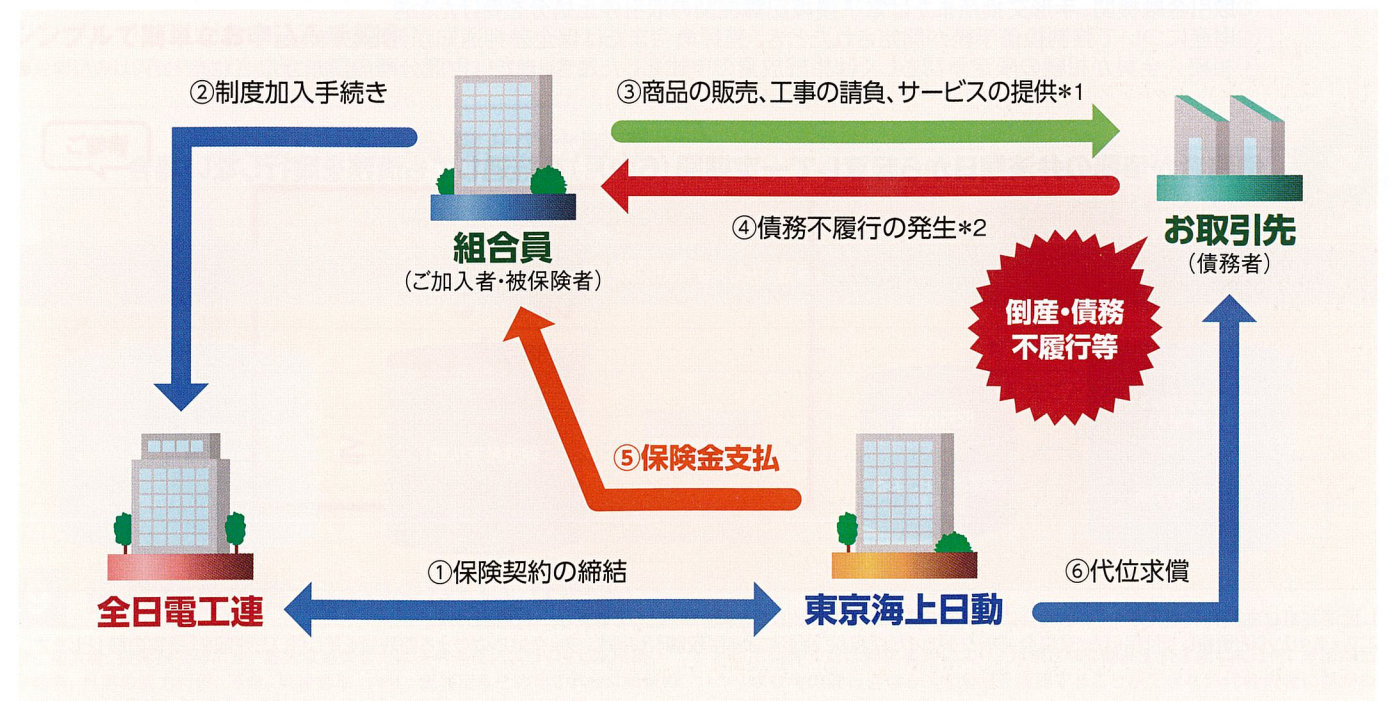 ②制度加入手続き
③商品の販売、工事の請負、サービスの提供*1
④債務不履行の発生*2
組合員
(ご加入者・被保険者)
お取引先
(債務者)
倒産・債務
不履行等
⑤保険金支払
①保険契約の締結
⑥代位求償
全日電工連
東京海上日動